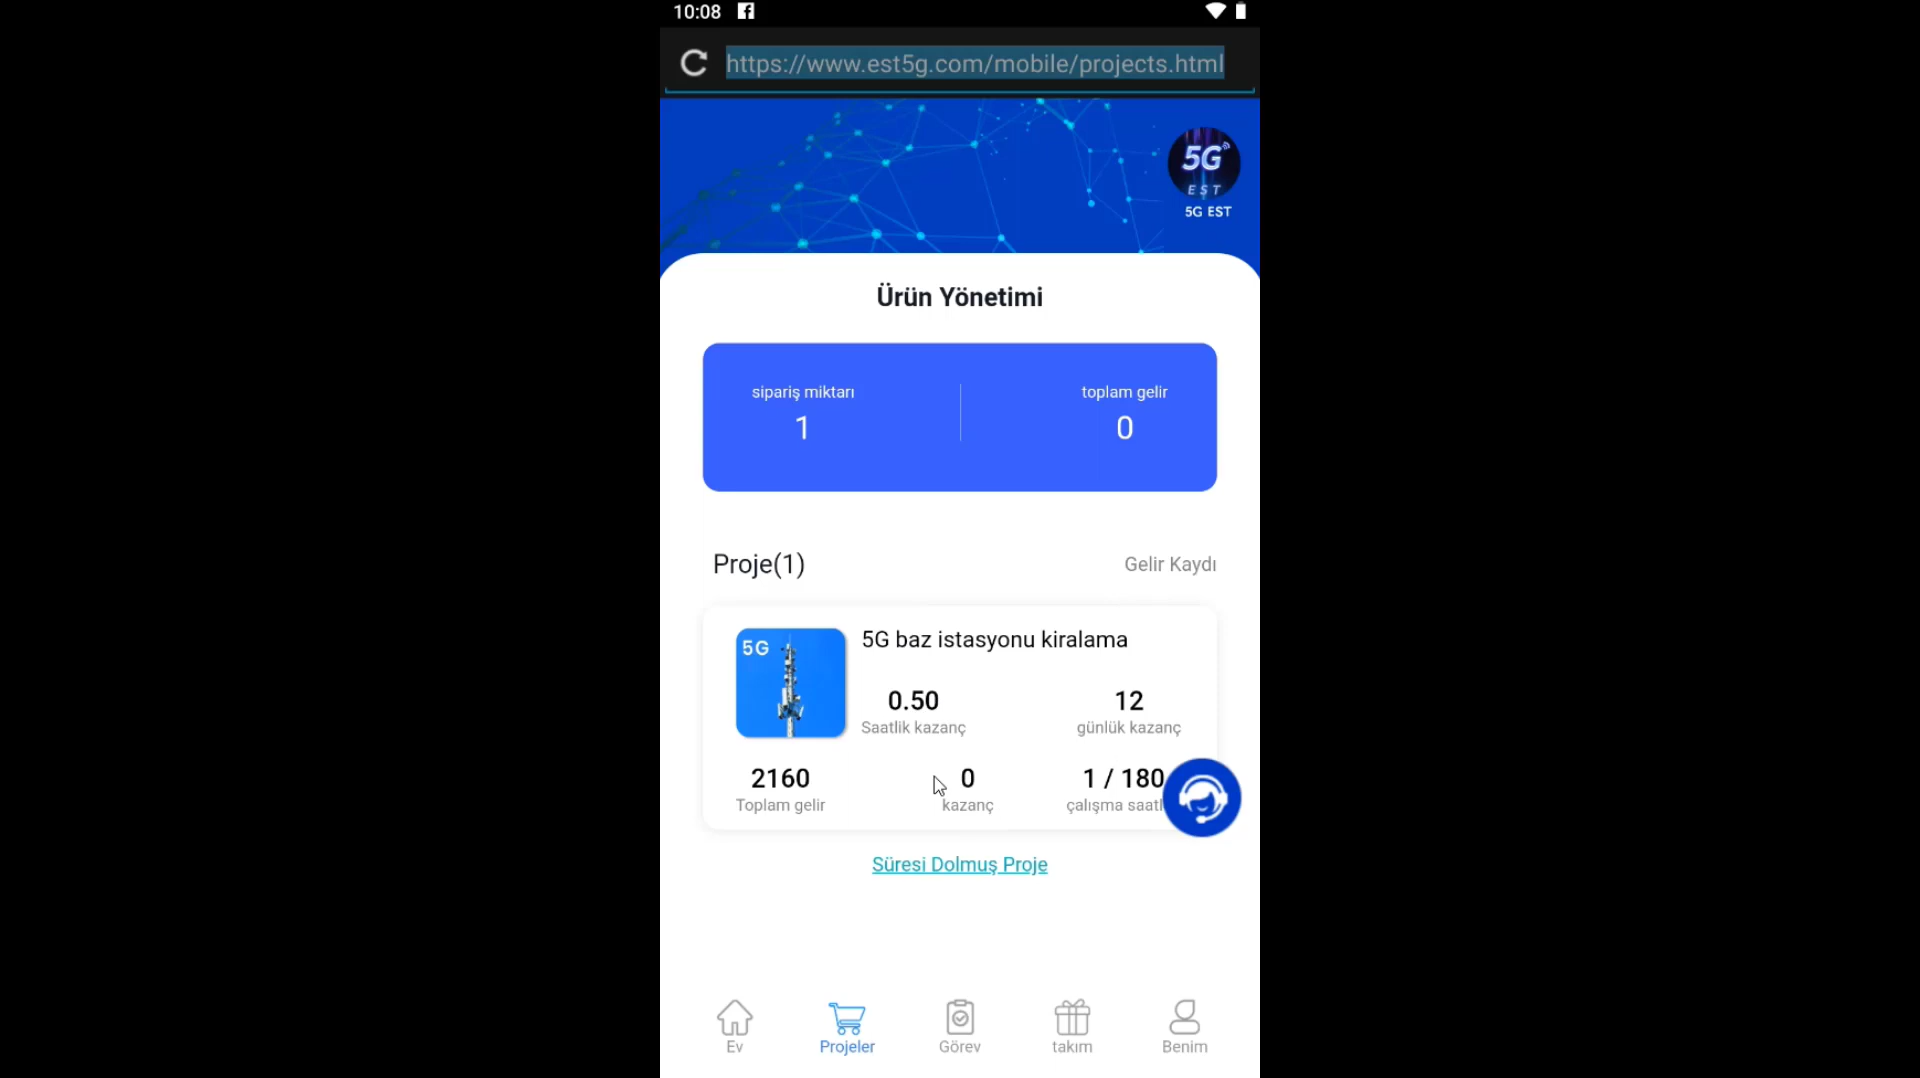 10:08
https://www.est5g.com/mobile/projects.html
5G
EST
5G EST
Ürün Yönetimi
sipariş miktarı
toplam gelir
1
0
Proje(1)
Gelir Kaydı
5G
5G baz istasyonu kiralama
0.50
12
Saatlik kazanç
günlük kazanç
2160
0
1 / 180
Toplam gelir
kazanç
çalışma
Süresi Dolmuş Proje
Ev
Projeler
Görev
takım
Benim